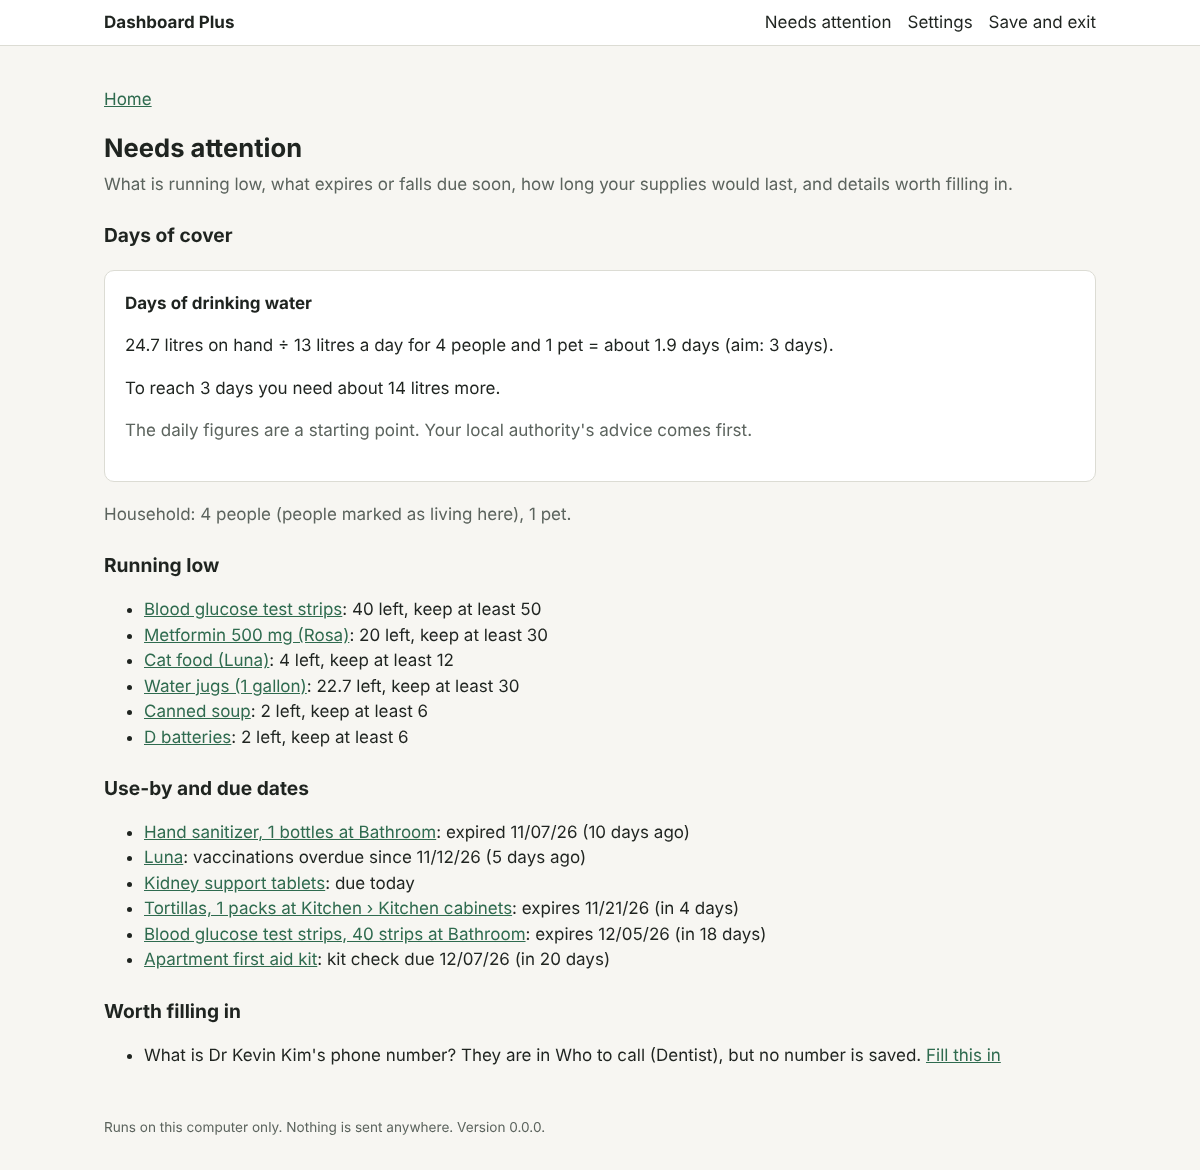 Dashboard Plus
Needs attention Settings Save and exit
Home
Needs attention
What is running low, what expires or falls due soon, how long your supplies would last, and details worth filling in.
Days of cover
Days of drinking water
24.7 litres on hand ÷ 13 litres a day for 4 people and 1 pet = about 1.9 days (aim: 3 days).
To reach 3 days you need about 14 litres more.
The daily figures are a starting point. Your local authority's advice comes first.
Household: 4 people (people marked as living here), 1 pet.
Running low
Blood glucose test strips: 40 left, keep at least 50
Metformin 500 mg (Rosa): 20 left, keep at least 30
Cat food (Luna): 4 left, keep at least 12
Water jugs (1 gallon): 22.7 left, keep at least 30
Canned soup: 2 left, keep at least 6
D batteries: 2 left, keep at least 6
Use-by and due dates
Hand sanitizer, 1 bottles at Bathroom: expired 11/07/26 (10 days ago)
Luna: vaccinations overdue since 11/12/26 (5 days ago)
Kidney support tablets: due today
Tortillas, 1 packs at Kitchen › Kitchen cabinets: expires 11/21/26 (in 4 days)
Blood glucose test strips, 40 strips at Bathroom: expires 12/05/26 (in 18 days)
Apartment first aid kit: kit check due 12/07/26 (in 20 days)
Worth filling in
What is Dr Kevin Kim's phone number? They are in Who to call (Dentist), but no number is saved. Fill this in
Runs on this computer only. Nothing is sent anywhere. Version 0.0.0.